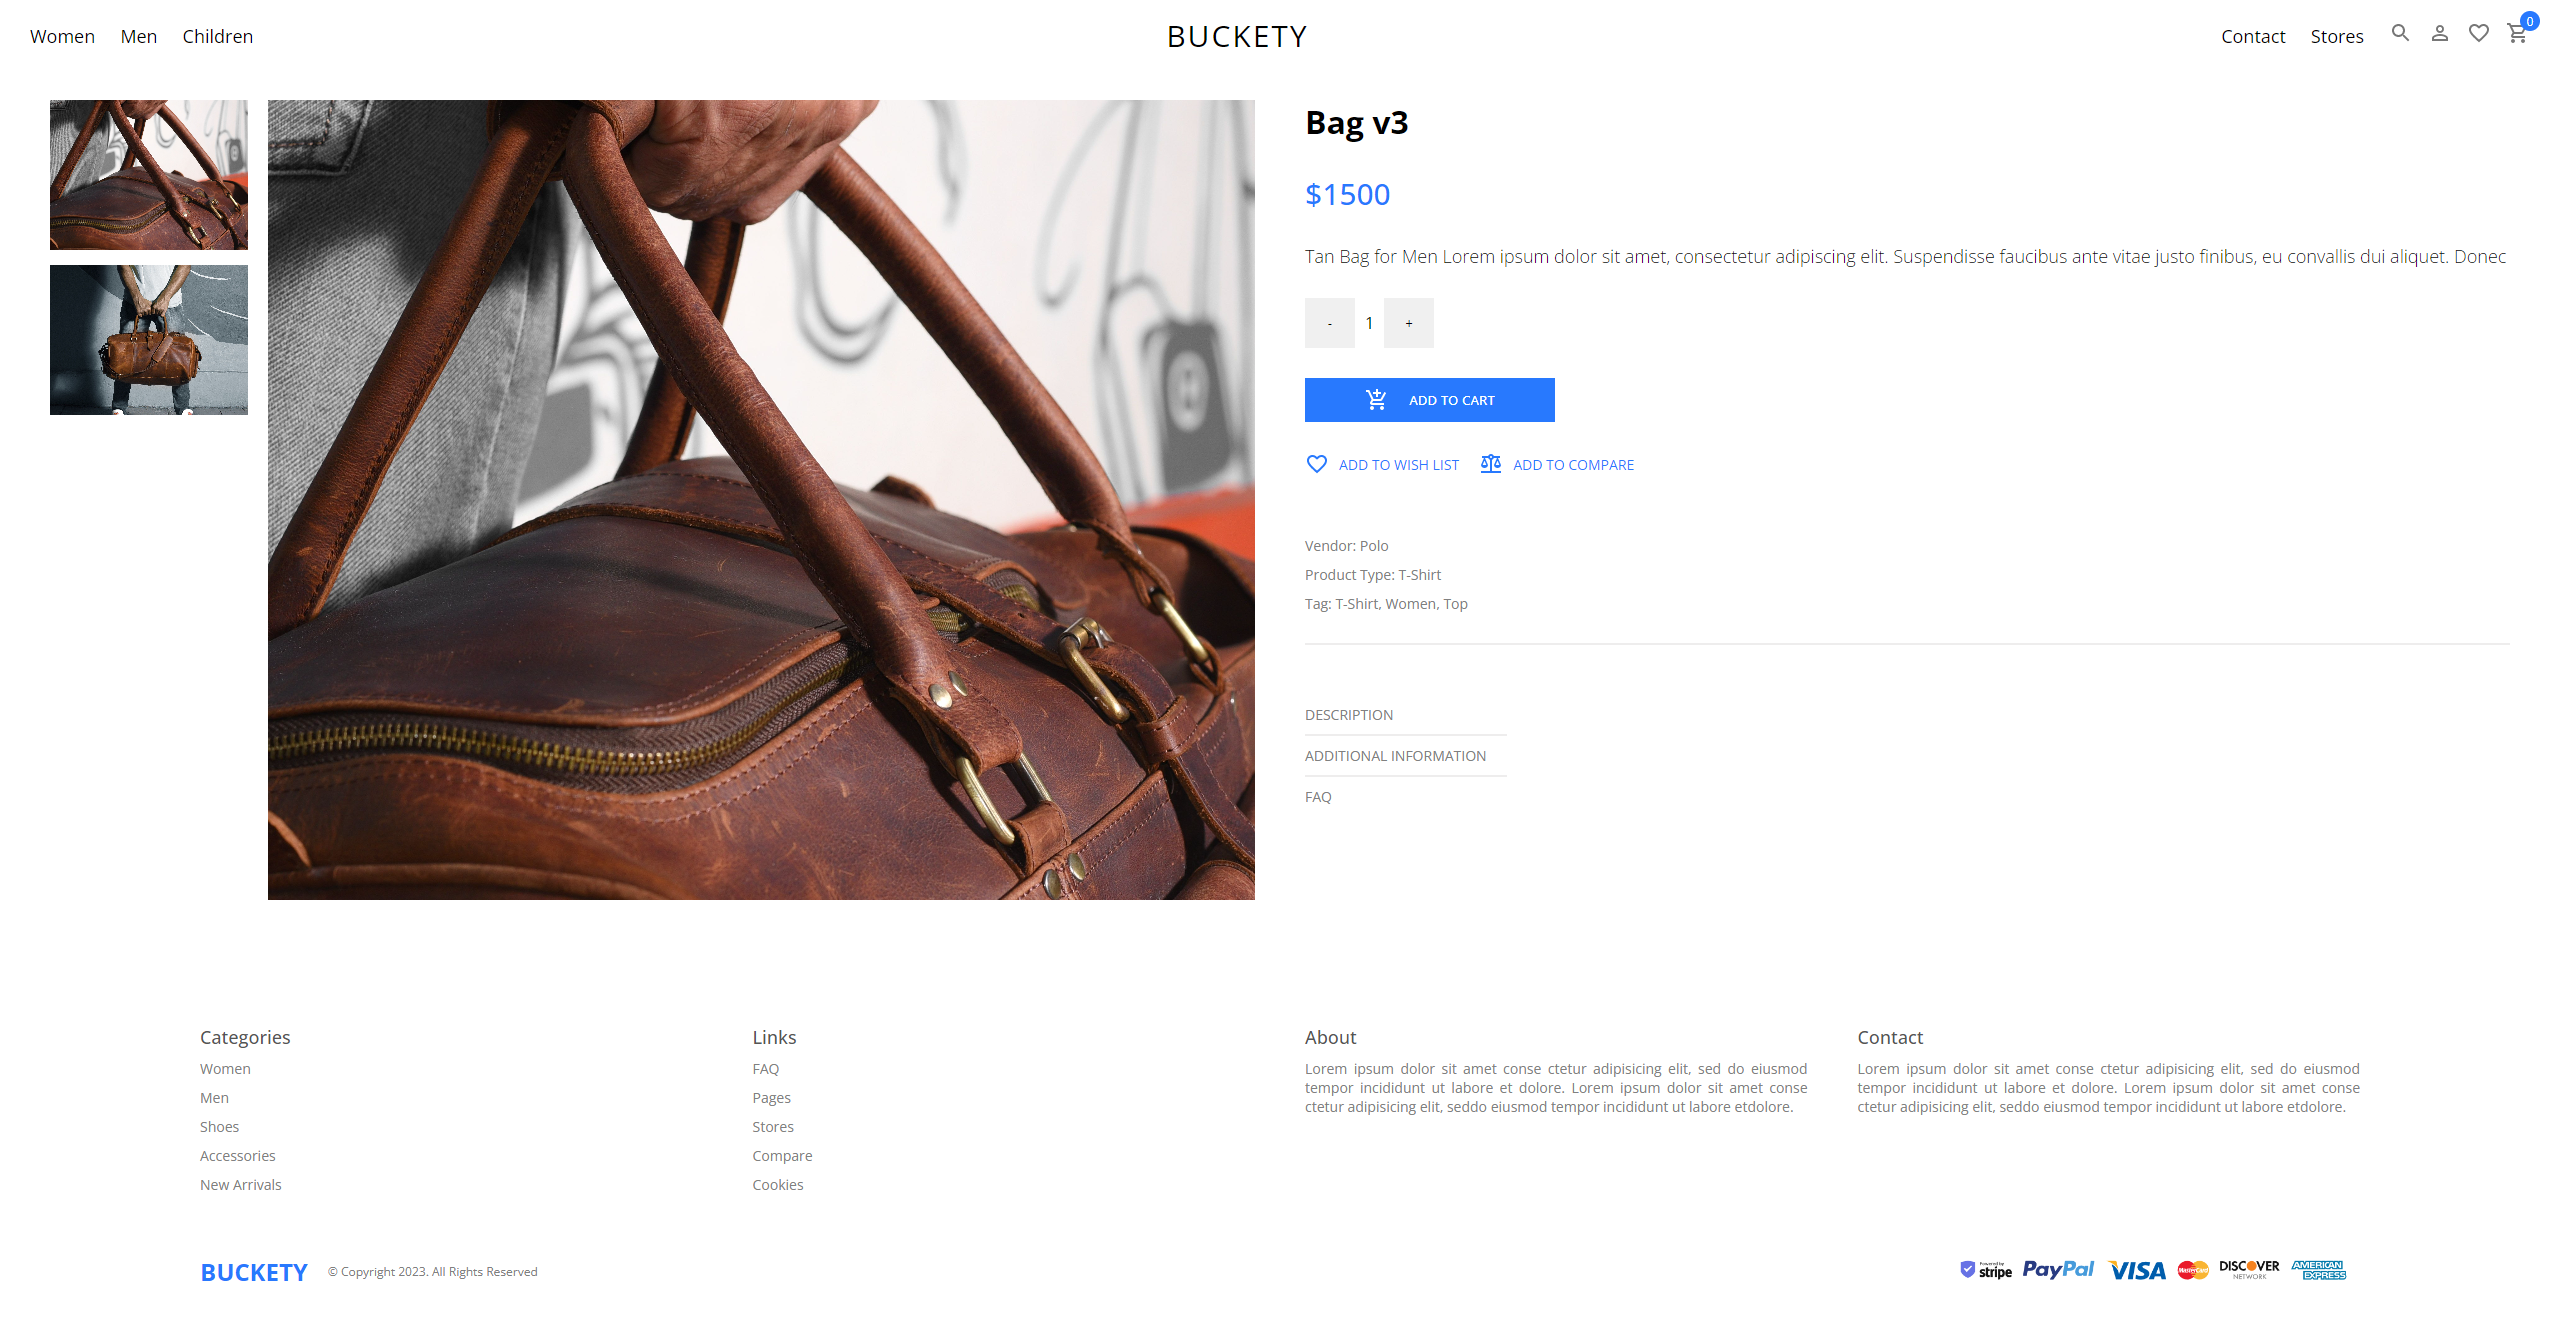 Women Men Children BUCKETY Contact Stores 0
Bag v3
$1500
Tan Bag for Men Lorem ipsum dolor sit amet, consectetur adipiscing elit. Suspendisse faucibus ante vitae justo finibus, eu convallis dui aliquet. Donec
- 1 +
ADD TO CART
ADD TO WISH LIST ADD TO COMPARE
Vendor: Polo
Product Type: T-Shirt
Tag: T-Shirt, Women, Top
DESCRIPTION
ADDITIONAL INFORMATION
FAQ
Categories
Women
Men
Shoes
Accessories
New Arrivals
Links
FAQ
Pages
Stores
Compare
Cookies
About
Lorem ipsum dolor sit amet conse ctetur adipisicing elit, sed do eiusmod
tempor incididunt ut labore et dolore. Lorem ipsum dolor sit amet conse
ctetur adipisicing elit, seddo eiusmod tempor incididunt ut labore etdolore.
Contact
Lorem ipsum dolor sit amet conse ctetur adipisicing elit, sed do eiusmod
tempor incididunt ut labore et dolore. Lorem ipsum dolor sit amet conse
ctetur adipisicing elit, seddo eiusmod tempor incididunt ut labore etdolore.
BUCKETY © Copyright 2023. All Rights Reserved
Powered by
stripe PayPal VISA MasterCard DISCOVER
NETWORK
AMERICAN
EXPRESS